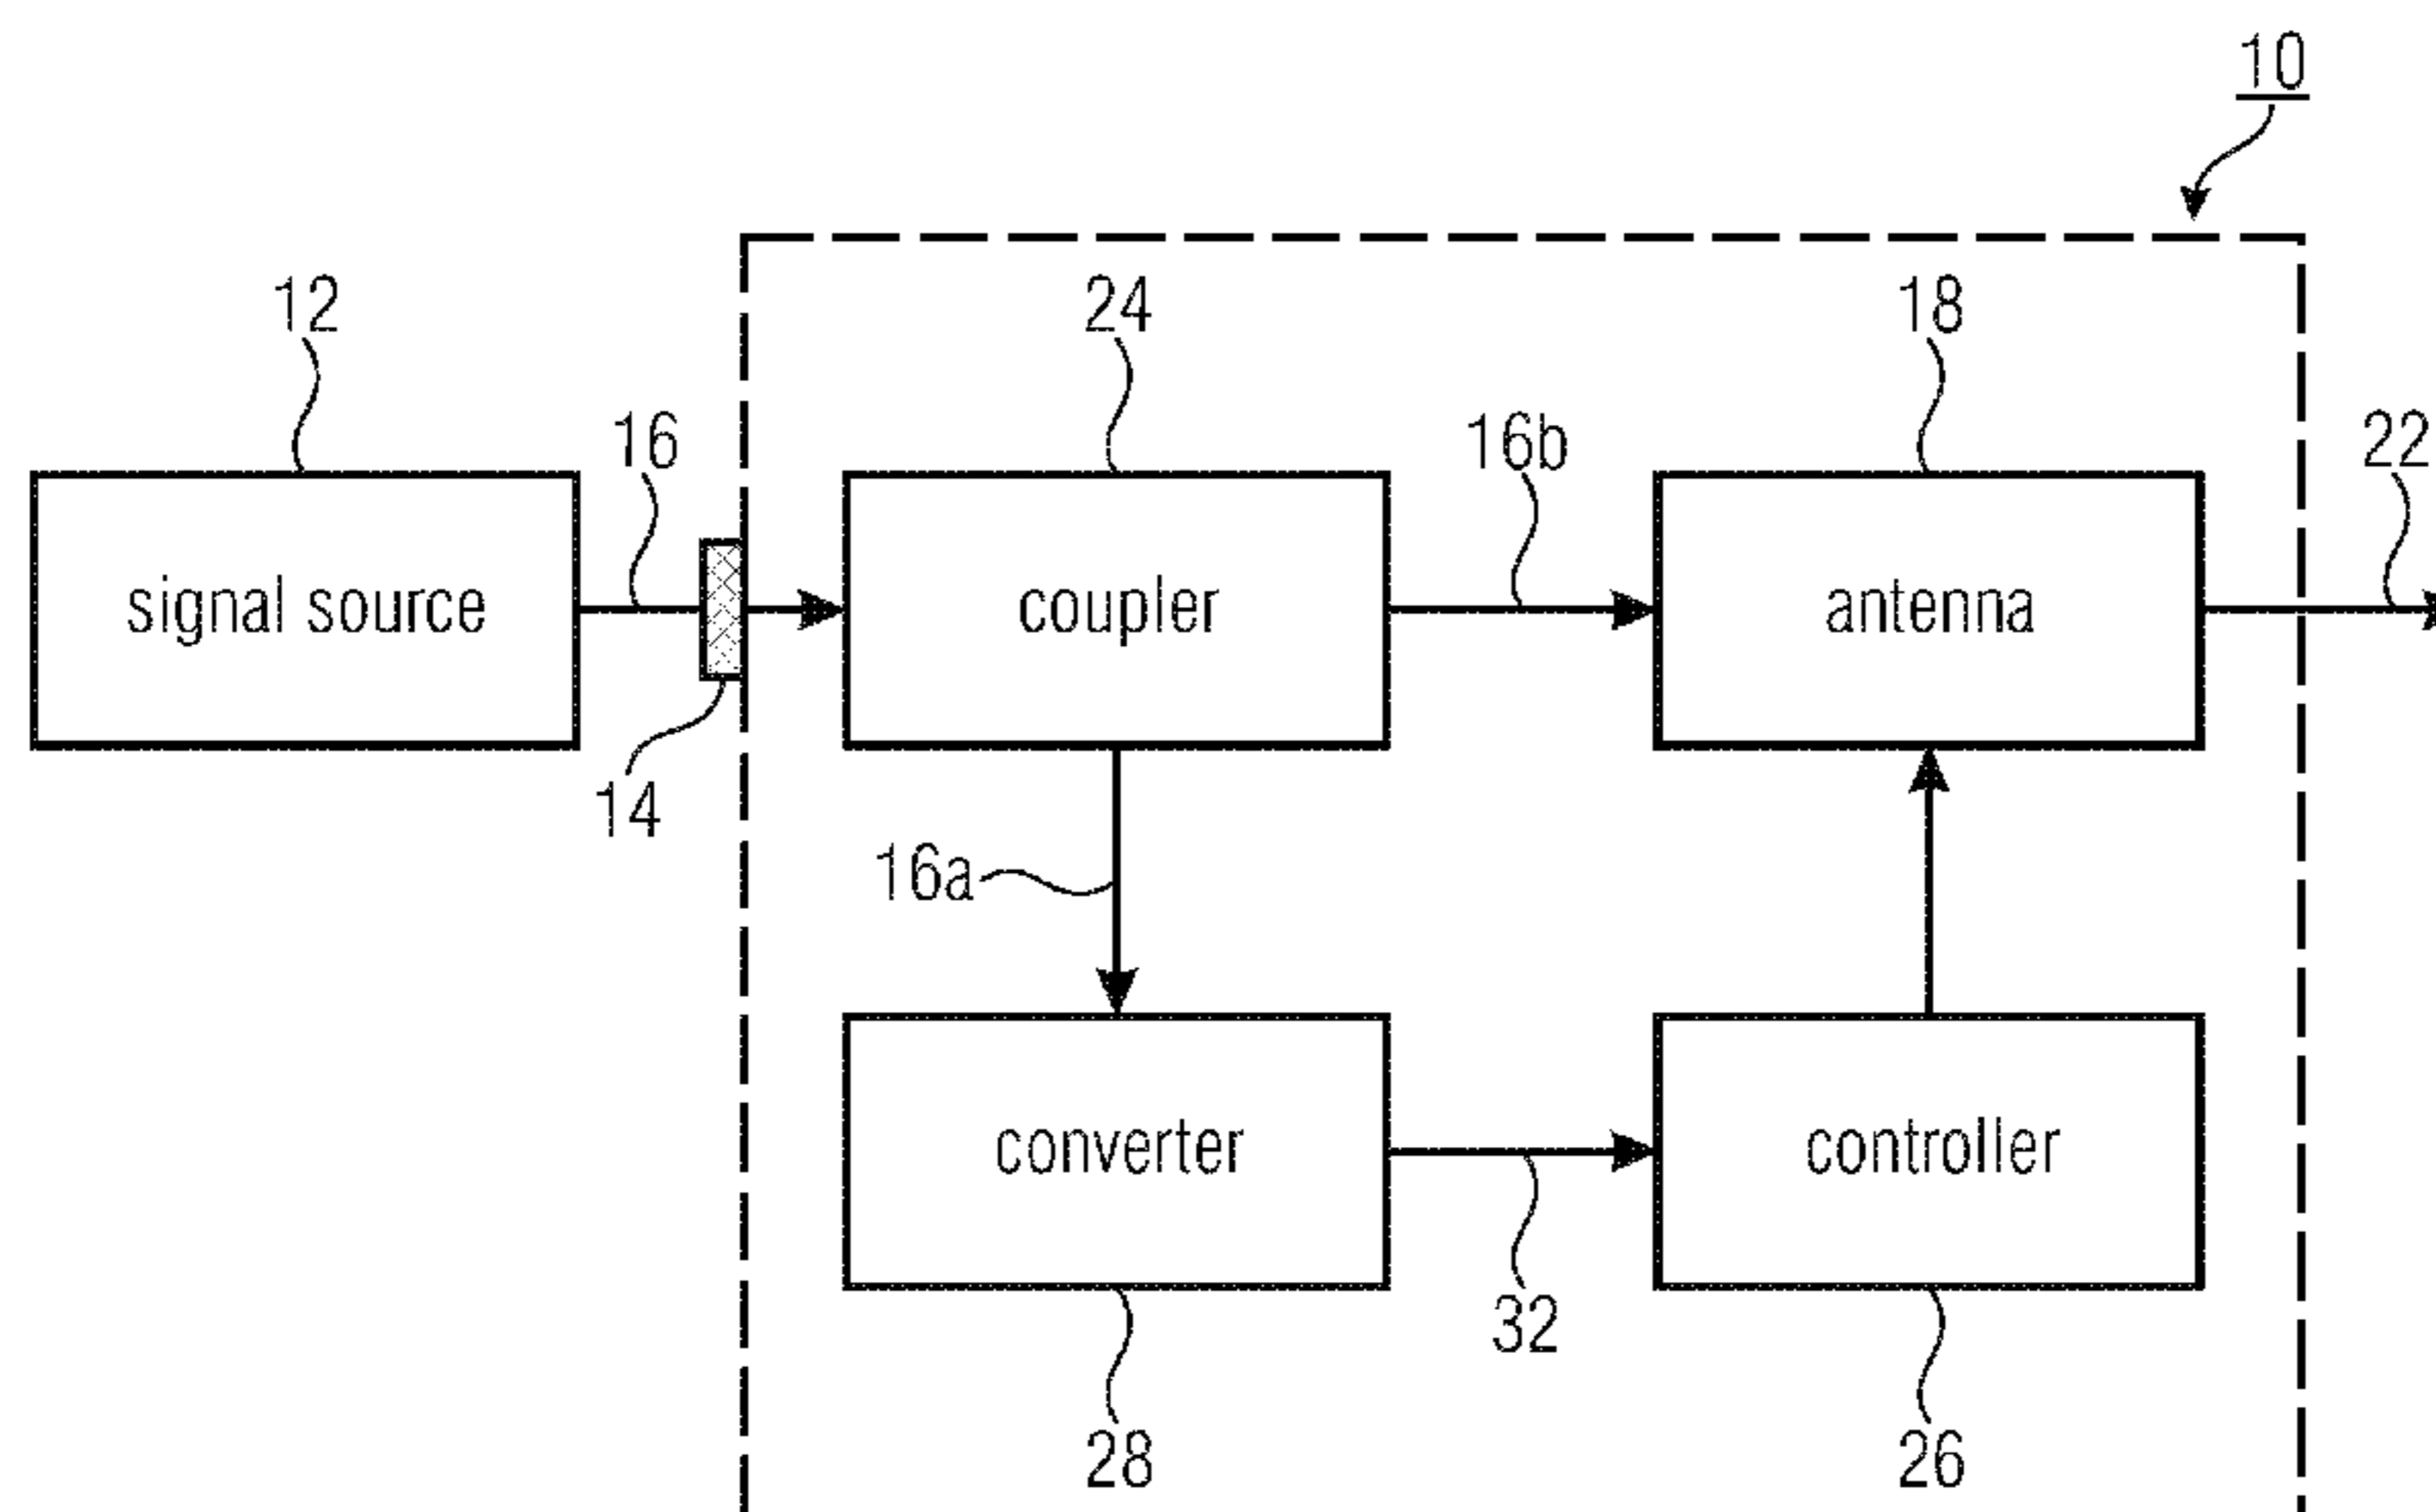 10
12
24
18
16
16b
22
signal source
coupler
antenna
14
16a
converter
controller
32
28
26